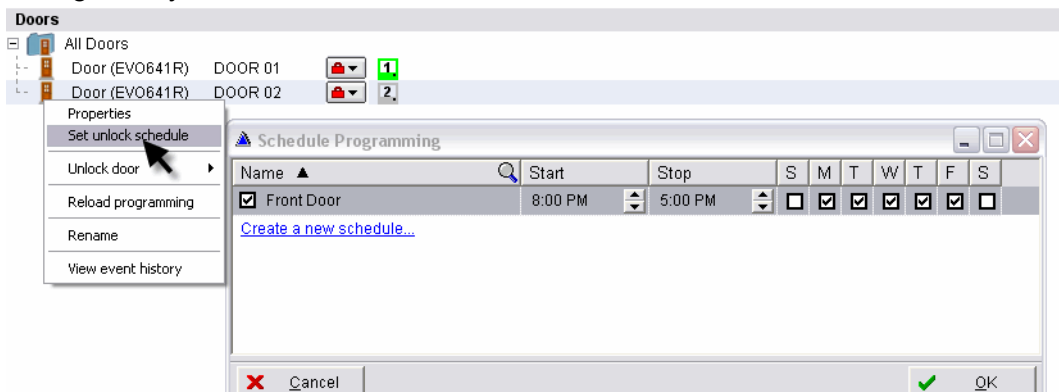 Doors
All Doors
Door (EVO641R) DOOR 01 1.
Door (EVO641R) DOOR 02 2.
Properties
Set unlock schedule
Unlock door
Reload programming
Rename
View event history
Schedule Programming
Name Start Stop S M T W T F S
Front Door 8:00 PM 5:00 PM
Create a new schedule...
Cancel OK